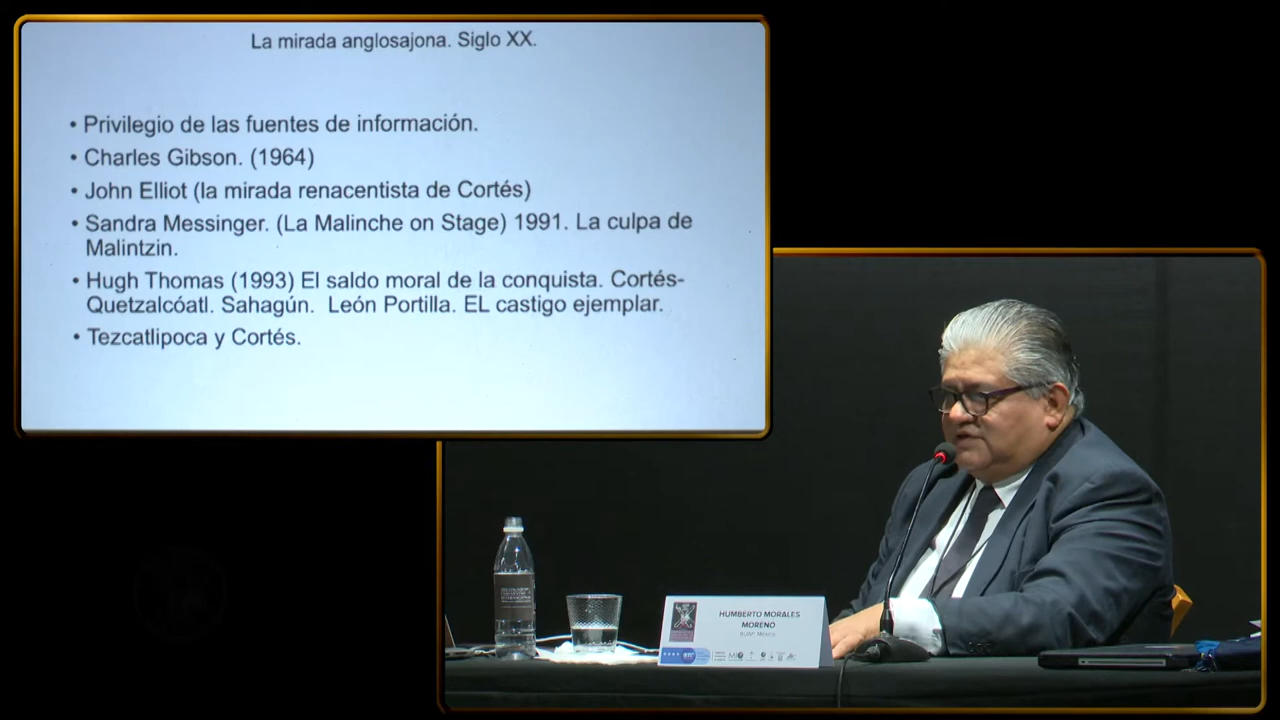 La mirada anglosajona. Siglo XX.
• Privilegio de las fuentes de información.
• Charles Gibson. (1964)
• John Elliot (la mirada renacentista de Cortés)
• Sandra Messinger. (La Malinche on Stage) 1991. La culpa de
Malintzin.
• Hugh Thomas (1993) El saldo moral de la conquista. Cortés-
Quetzalcóatl. Sahagún. León Portilla. EL castigo ejemplar.
• Tezcatlipoca y Cortés.
HUMBERTO MORALES
MORENO
BUAP, México